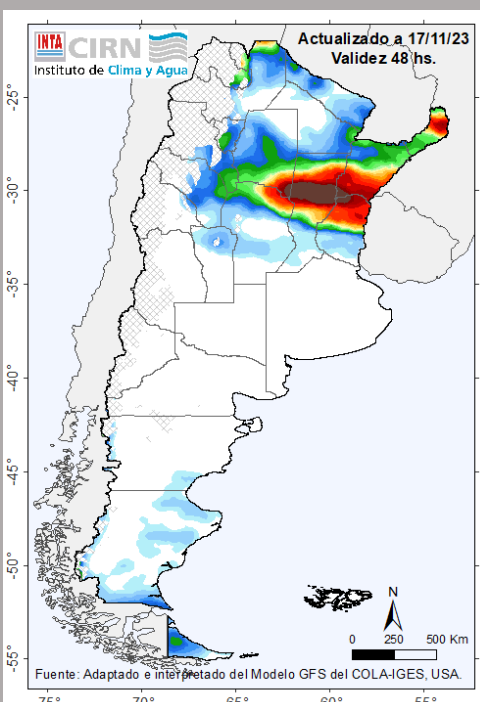 INTA CIRN
Instituto de Clima y Agua
Actualizado a 17/11/23
Validez 48 hs.
-25°
-30°
-35°
-40°
-45°
-50°
-55°
N
0 250 500 Km
Fuente: Adaptado e interpretado del Modelo GFS del COLA-IGES, USA.
-75° -70° -65° -60° -55°